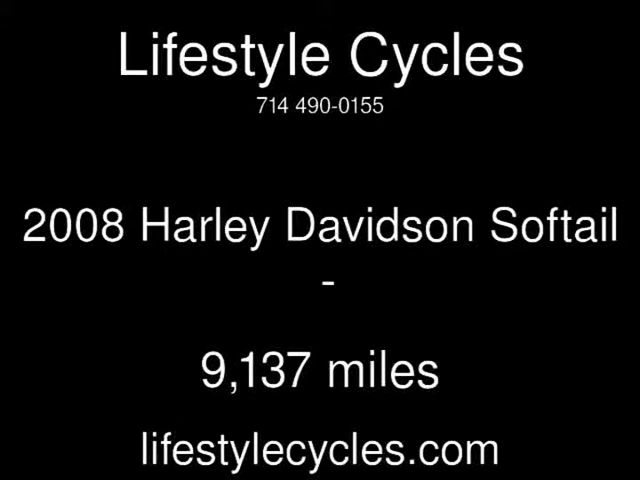 Lifestyle Cycles
714 490-0155
2008 Harley Davidson Softail
-
9,137 miles
lifestylecycles.com